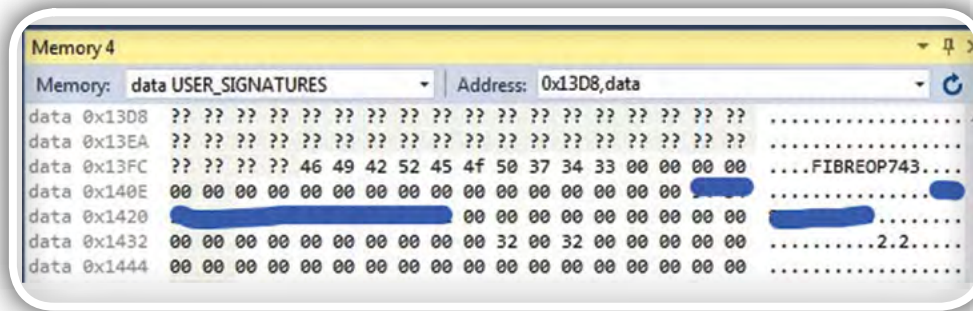 Memory 4
Memory: data USER_SIGNATURES Address: 0x13D8,data
data 0x13D8 ?? ?? ?? ?? ?? ?? ?? ?? ?? ?? ?? ?? ?? ?? ?? ?? ?? ?? ..................
data 0x13EA ?? ?? ?? ?? ?? ?? ?? ?? ?? ?? ?? ?? ?? ?? ?? ?? ?? ?? ..................
data 0x13FC ?? ?? ?? ?? 46 49 42 52 45 4f 50 37 34 33 00 00 00 00 ....FIBREOP743....
data 0x140E 00 00 00 00 00 00 00 00 00 00 00 00 00 00 00 00 ................
data 0x1420 00 00 00 00 00 00 00 00 00 .........
data 0x1432 00 00 00 00 00 00 00 00 00 00 32 00 32 00 00 00 00 00 ..........2.2.....
data 0x1444 00 00 00 00 00 00 00 00 00 00 00 00 00 00 00 00 00 00 ..................